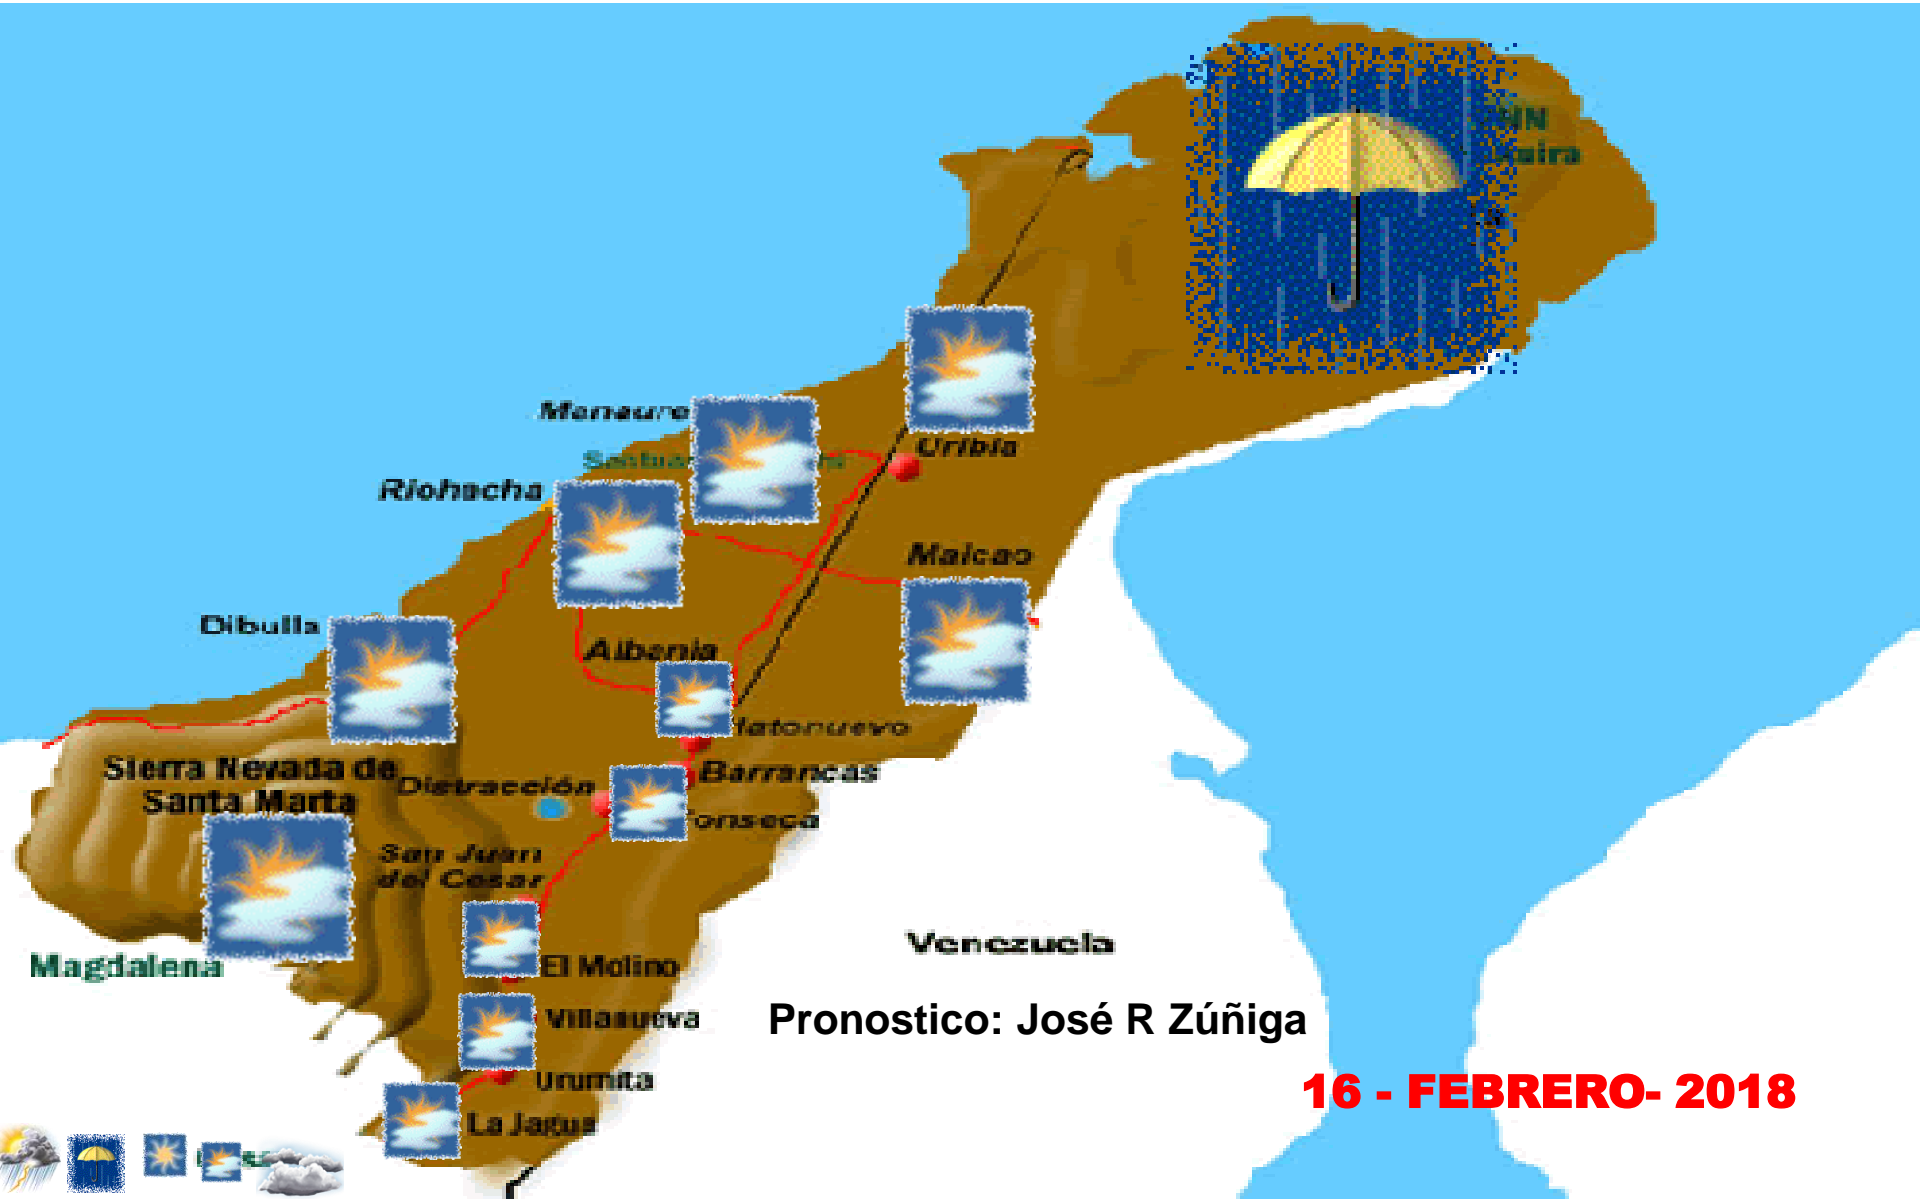 Manaure
Uribia
Riohacha
Maicao
Dibulla
Albania
Sierra Nevada de
Santa Marta
Distracción
Barrancas
San Juan
del Cesar
Venezuela
Magdalena
El Molino
Villanueva
Pronostico: José R Zúñiga
Urumita
16 - FEBRERO- 2018
La Jagua